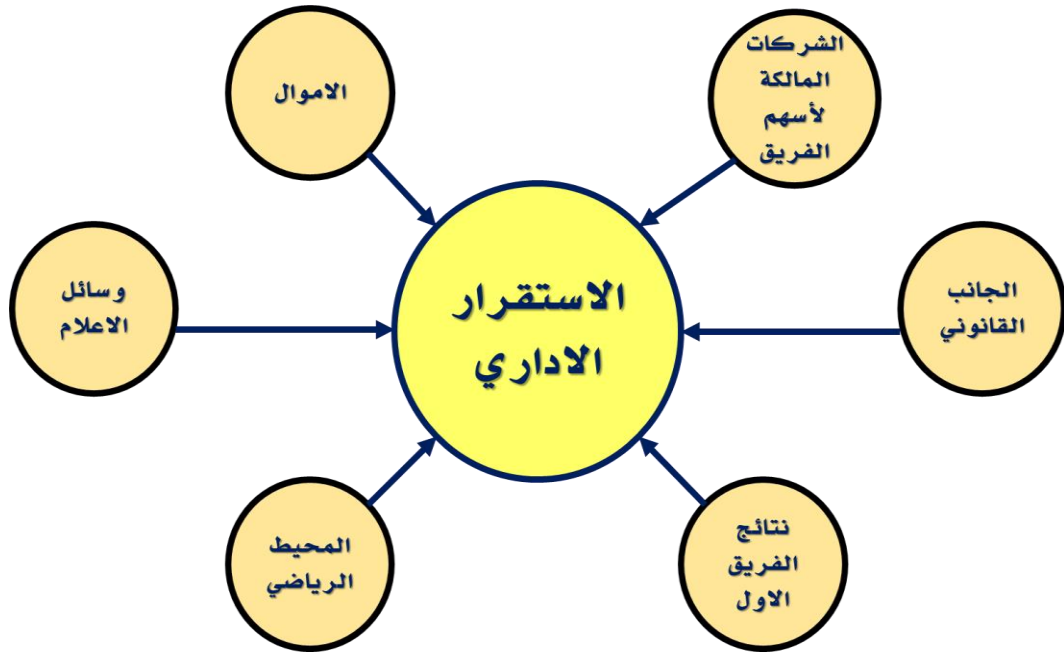 الشركات
المالكة
لأسهم
الفريق
الاموال
الجانب
القانوني
الاستقرار
الاداري
وسائل
الاعلام
نتائج
الفريق
الاول
المحيط
الرياضي